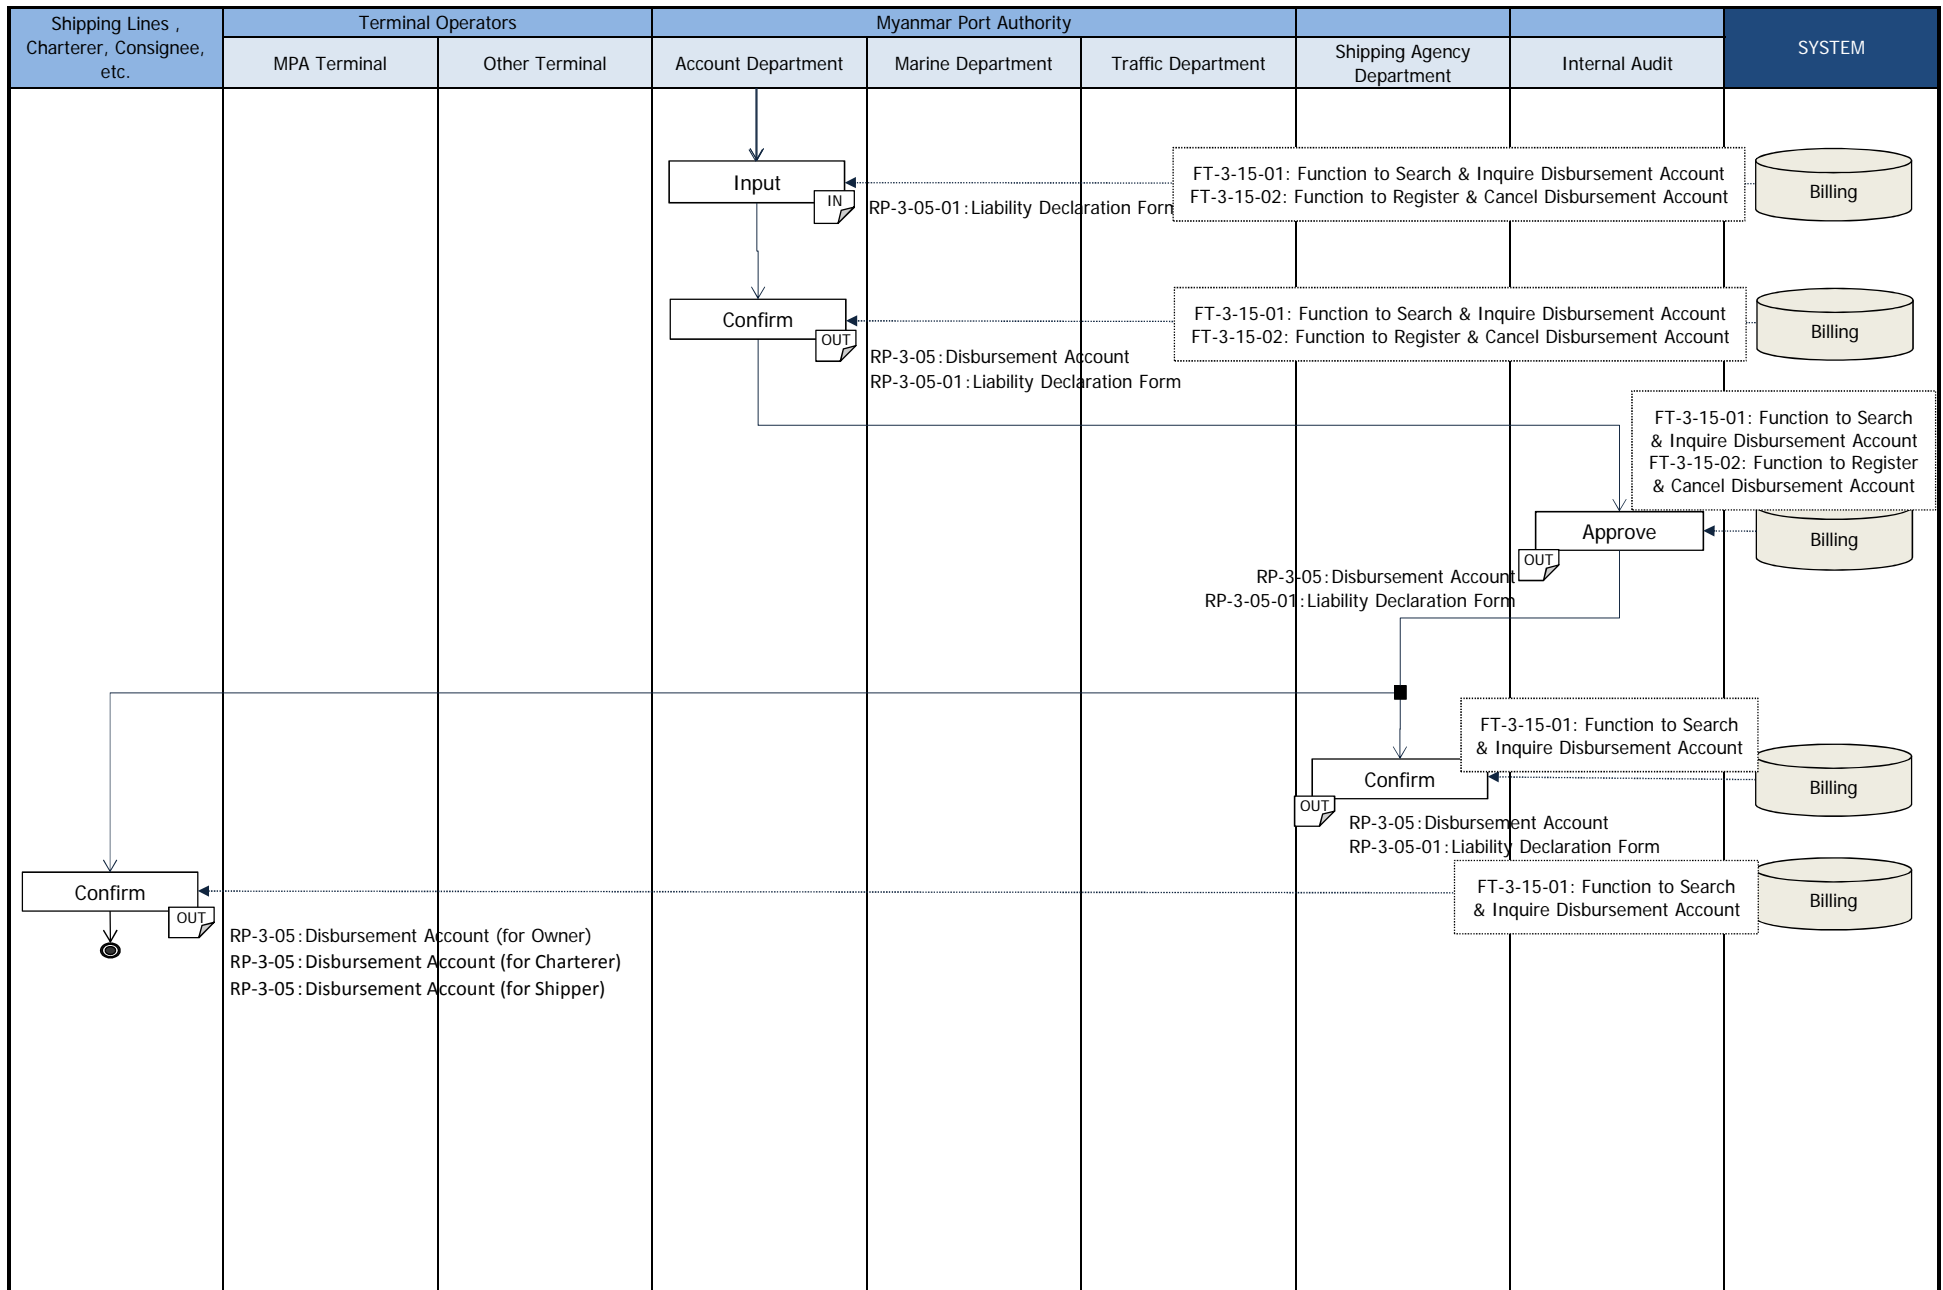 Shipping Lines ,
Charterer, Consignee,
etc.
Terminal Operators
Myanmar Port Authority
SYSTEM
MPA Terminal
Other Terminal
Account Department
Marine Department
Traffic Department
Shipping Agency
Department
Internal Audit
Input
IN
RP-3-05-01:Liability Declaration Form
FT-3-15-01: Function to Search & Inquire Disbursement Account
FT-3-15-02: Function to Register & Cancel Disbursement Account
Billing
Confirm
OUT
RP-3-05:Disbursement Account
RP-3-05-01:Liability Declaration Form
FT-3-15-01: Function to Search & Inquire Disbursement Account
FT-3-15-02: Function to Register & Cancel Disbursement Account
Billing
FT-3-15-01: Function to Search
& Inquire Disbursement Account
FT-3-15-02: Function to Register
& Cancel Disbursement Account
Approve
OUT
Billing
RP-3-05:Disbursement Account
RP-3-05-01:Liability Declaration Form
FT-3-15-01: Function to Search
& Inquire Disbursement Account
Confirm
OUT
Billing
RP-3-05:Disbursement Account
RP-3-05-01:Liability Declaration Form
Confirm
OUT
FT-3-15-01: Function to Search
& Inquire Disbursement Account
Billing
RP-3-05:Disbursement Account (for Owner)
RP-3-05:Disbursement Account (for Charterer)
RP-3-05:Disbursement Account (for Shipper)